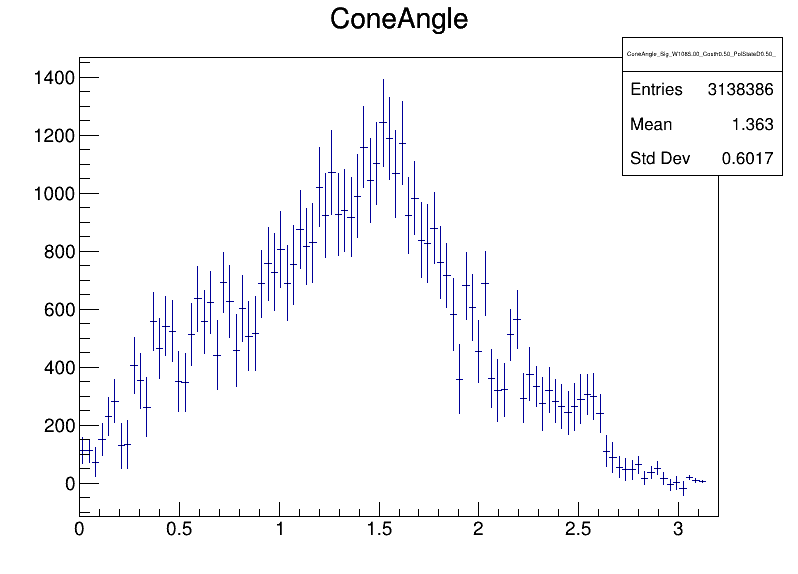 ConeAngle
ConeAngle_Sig_W1085.00_Costh0.50_PolStateD0.50_
Entries 3138386
Mean 1.363
Std Dev 0.6017
1400
1200
1000
800
600
400
200
0
0 0.5 1 1.5 2 2.5 3